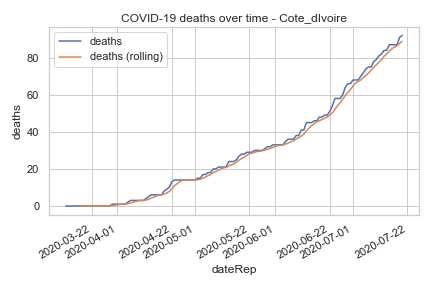 COVID-19 deaths over time - Cote_dIvoire
deaths
deaths (rolling)
80
60
40
20
0
deaths
2020-03-22
2020-04-01
2020-04-22
2020-05-01
2020-05-22
2020-06-01
2020-06-22
2020-07-01
2020-07-22
dateRep